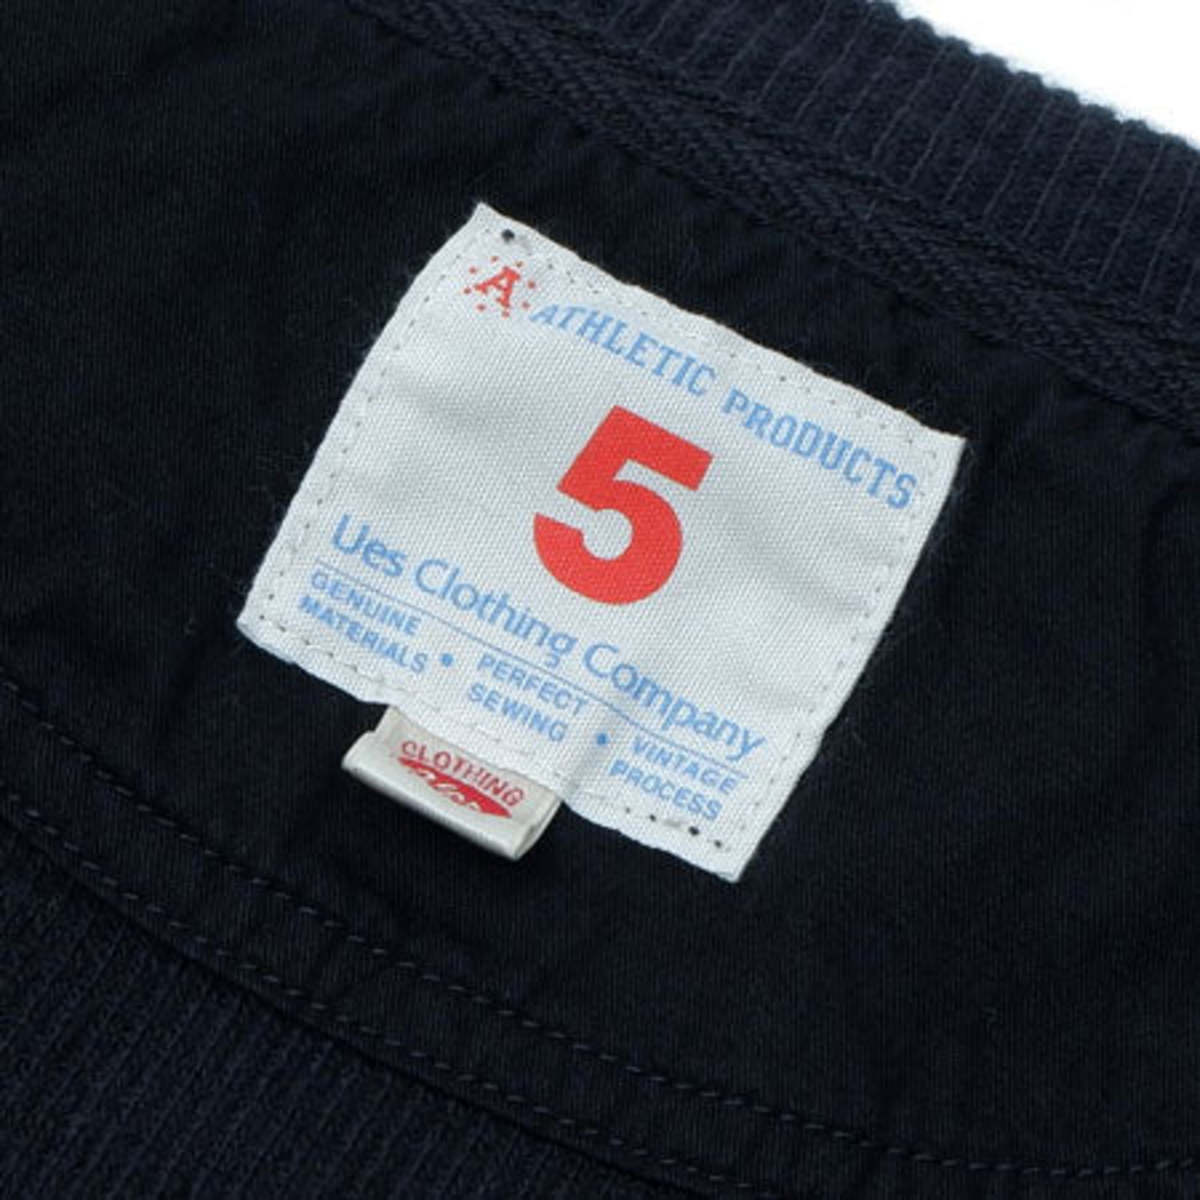 A ATHLETIC PRODUCTS
5
Ues Clothing Company
GENUINE MATERIALS • PERFECT SEWING • VINTAGE PROCESS
CLOTHING